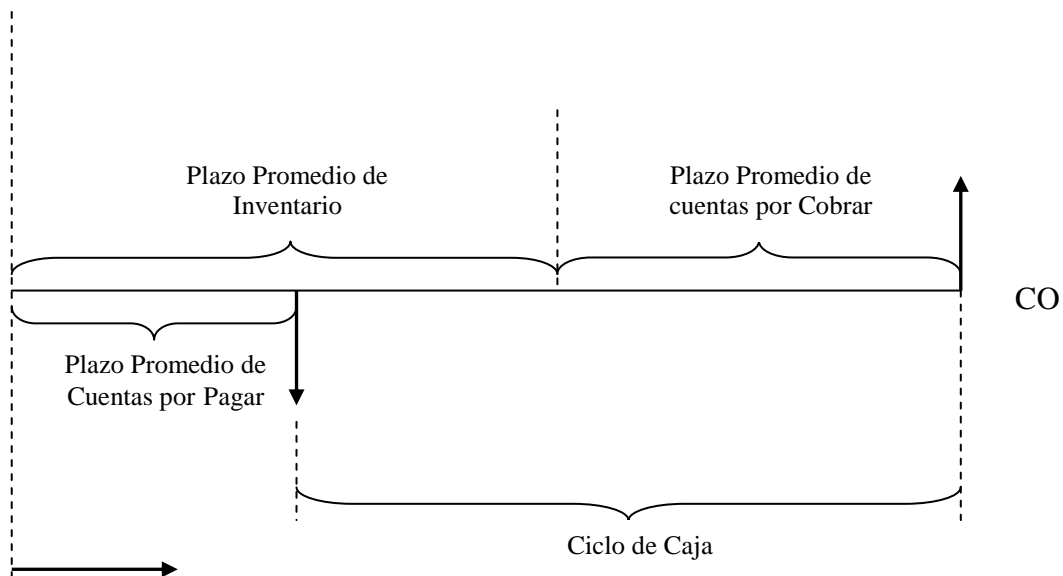 Plazo Promedio de
Inventario
Plazo Promedio de
cuentas por Cobrar
CO
Plazo Promedio de
Cuentas por Pagar
Ciclo de Caja